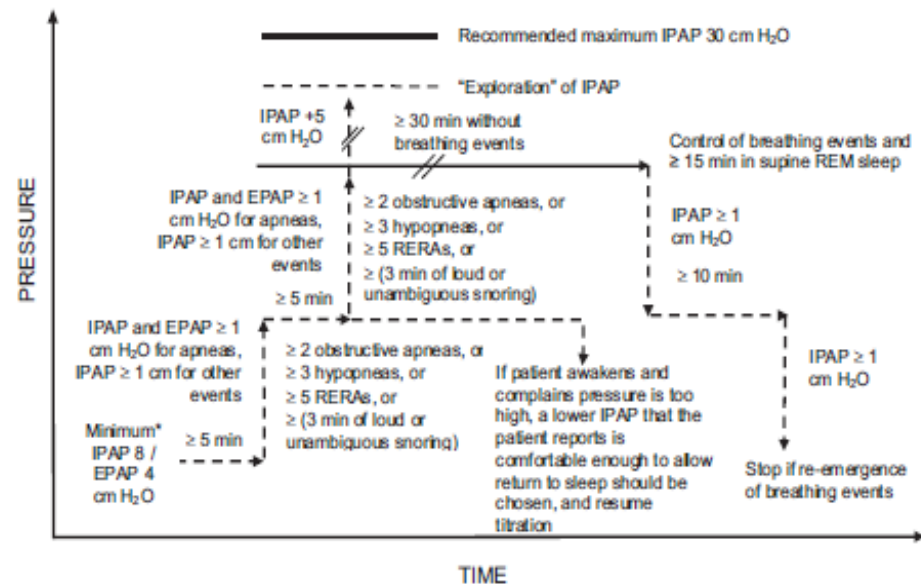 Recommended maximum IPAP 30 cm H₂O
"Exploration" of IPAP
IPAP +5
cm H₂O
≥ 30 min without
breathing events
Control of breathing events and
≥ 15 min in supine REM sleep
IPAP and EPAP ≥ 1
cm H₂O for apneas,
IPAP ≥ 1 cm for other
events
≥ 2 obstructive apneas, or
≥ 3 hypopneas, or
≥ 5 RERAs, or
≥ (3 min of loud or
unambiguous snoring)
IPAP ≥ 1
cm H₂O
≥ 10 min
≥ 5 min
IPAP and EPAP ≥ 1
cm H₂O for apneas,
IPAP ≥ 1 cm for other
events
≥ 2 obstructive apneas, or
≥ 3 hypopneas, or
≥ 5 RERAs, or
≥ (3 min of loud or
unambiguous snoring)
If patient awakens and
complains pressure is too
high, a lower IPAP that the
patient reports is
comfortable enough to allow
return to sleep should be
chosen, and resume
titration
IPAP ≥ 1
cm H₂O
Stop if re-emergence
of breathing events
Minimum*
IPAP 8 /
EPAP 4
cm H₂O
≥ 5 min
PRESSURE
TIME